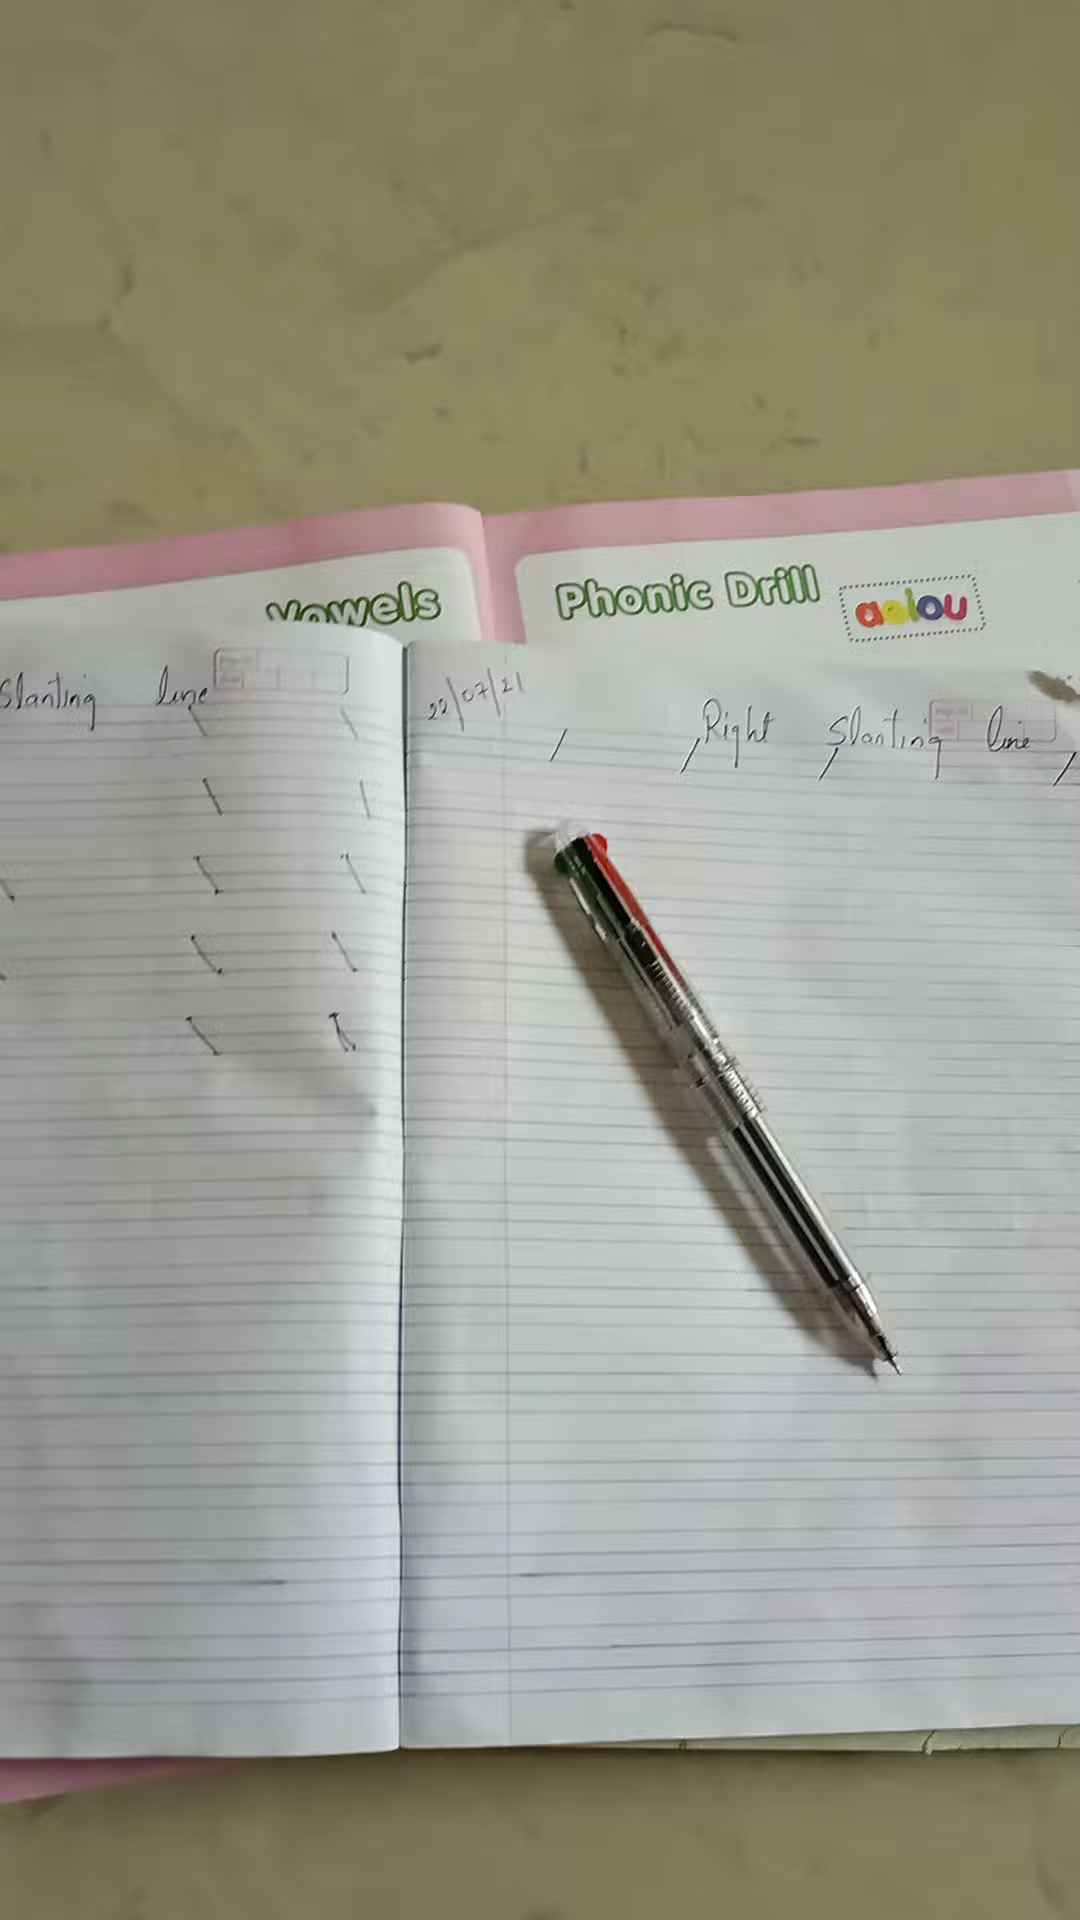 Vowels
Phonic Drill
aeiou
Slanting line
22/07/21
Right Slanting line